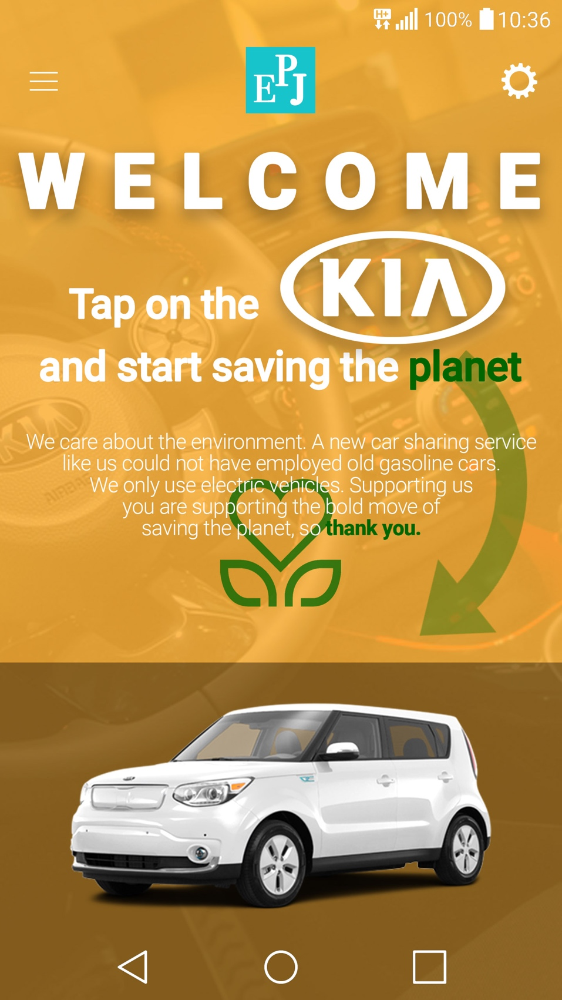 H+ 100% 10:36
EPJ
WELCOME
Tap on the KIA
and start saving the planet
We care about the environment. A new car sharing service
like us could not have employed old gasoline cars.
We only use electric vehicles. Supporting us
you are supporting the bold move of
saving the planet, so thank you.
KIA
AIRBAG